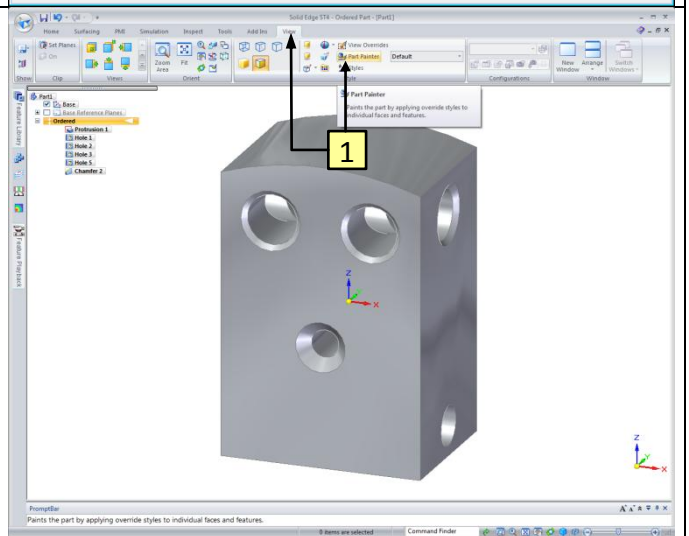 Solid Edge ST4 - Ordered Part - [Part1]
Home Surfacing PMI Simulation Inspect Tools Add Ins View
Set Planes
On
Zoom Area
Fit
View Overrides
Part Painter
Default
Styles
New Window
Arrange
Switch Windows
Show Clip Views Orient Style Configurations Window
Part Painter
Paints the part by applying override styles to
individual faces and features.
1
Feature Library
Feature Playback
Part1
Base
Base Reference Planes
Ordered
Protrusion 1
Hole 1
Hole 2
Hole 3
Hole 5
Chamfer 2
Z
Y
X
Z
Y
X
PromptBar
Paints the part by applying override styles to individual faces and features.
0 items are selected
Command Finder